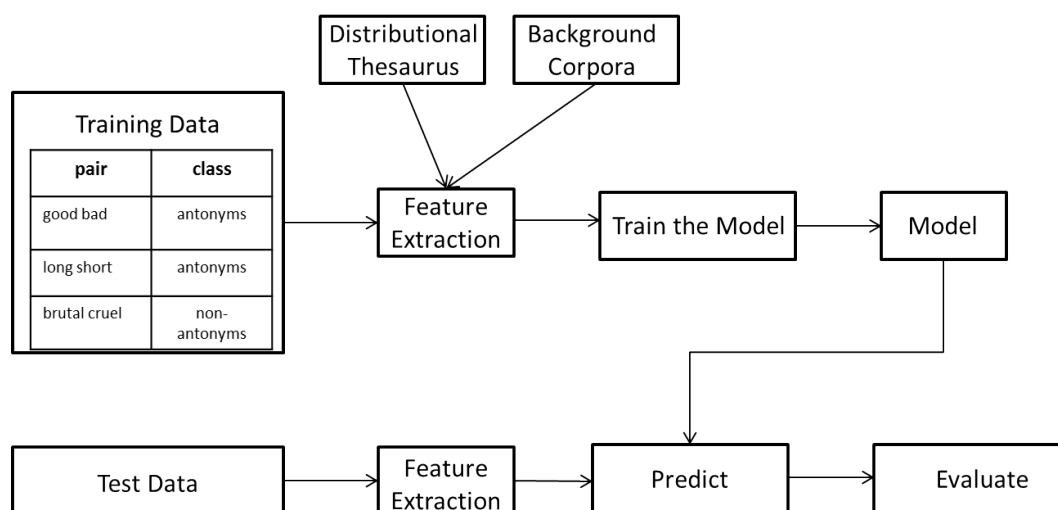 Distributional
Thesaurus
Background
Corpora
Training Data
pair class
good bad antonyms
long short antonyms
brutal cruel non-
antonyms
Feature
Extraction
Train the Model
Model
Test Data
Feature
Extraction
Predict
Evaluate